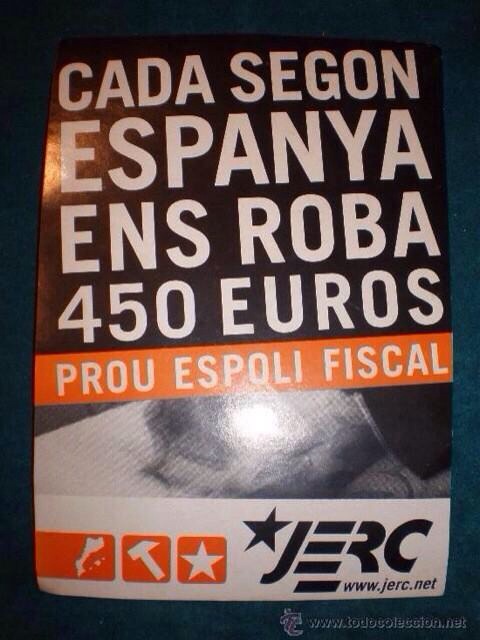 CADA SEGON
ESPANYA
ENS ROBA
450 EUROS
PROU ESPOLI FISCAL
JERC
www.jerc.net
www.todocoleccion.net